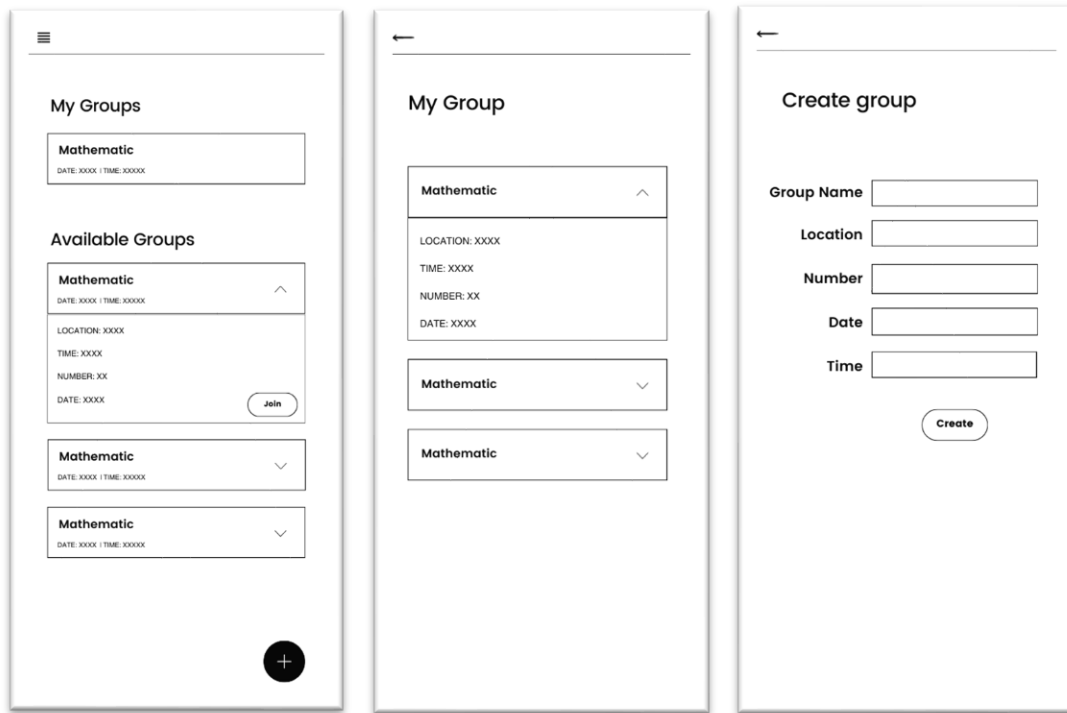 My Groups
Mathematic
DATE: XXXX | TIME: XXXXX
Available Groups
Mathematic
DATE: XXXX | TIME: XXXXX
LOCATION: XXXX
TIME: XXXX
NUMBER: XX
DATE: XXXX
Join
Mathematic
DATE: XXXX | TIME: XXXXX
Mathematic
DATE: XXXX | TIME: XXXXX
My Group
Mathematic
LOCATION: XXXX
TIME: XXXX
NUMBER: XX
DATE: XXXX
Mathematic
Mathematic
Create group
Group Name
Location
Number
Date
Time
Create